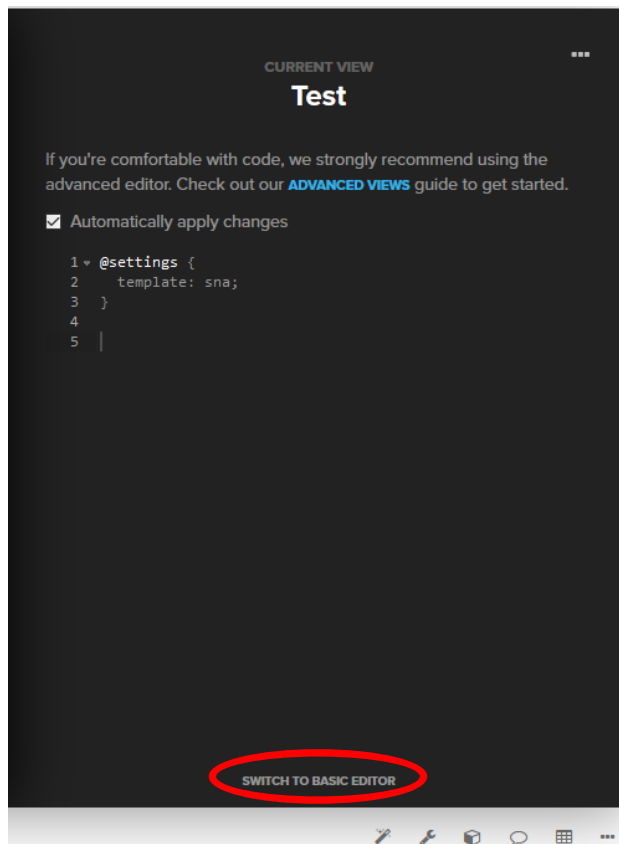 CURRENT VIEW
Test
If you're comfortable with code, we strongly recommend using the
advanced editor. Check out our ADVANCED VIEWS guide to get started.
Automatically apply changes
1 @settings {
2 template: sna;
3 }
4
5
SWITCH TO BASIC EDITOR